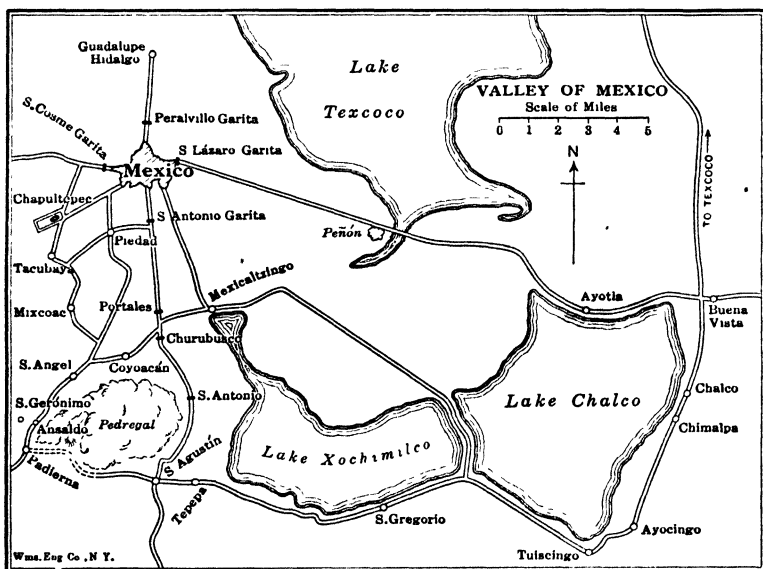 Guadalupe
Hidalgo
Lake
Texcoco
VALLEY OF MEXICO
Scale of Miles
0 1 2 3 4 5
S. Cosme Garita
Peralvillo Garita
N
S Lázaro Garita
Mexico
TO TEXCOCO
Chapultepec
S Antonio Garita
Piedad
Peñón
Tacubaya
Mexicaltzingo
Mixcoac
Portales
Ayotla
Buena
Vista
Churubusco
S. Angel
Coyoacán
S. Antonio
Lake Chalco
Chalco
S. Gerónimo
Ansaldo
Pedregal
Chimalpa
Padierna
S Agustín
Lake Xochimilco
Tepepa
S. Gregorio
Ayocingo
Tuiscingo
Wms. Eng Co., N Y.